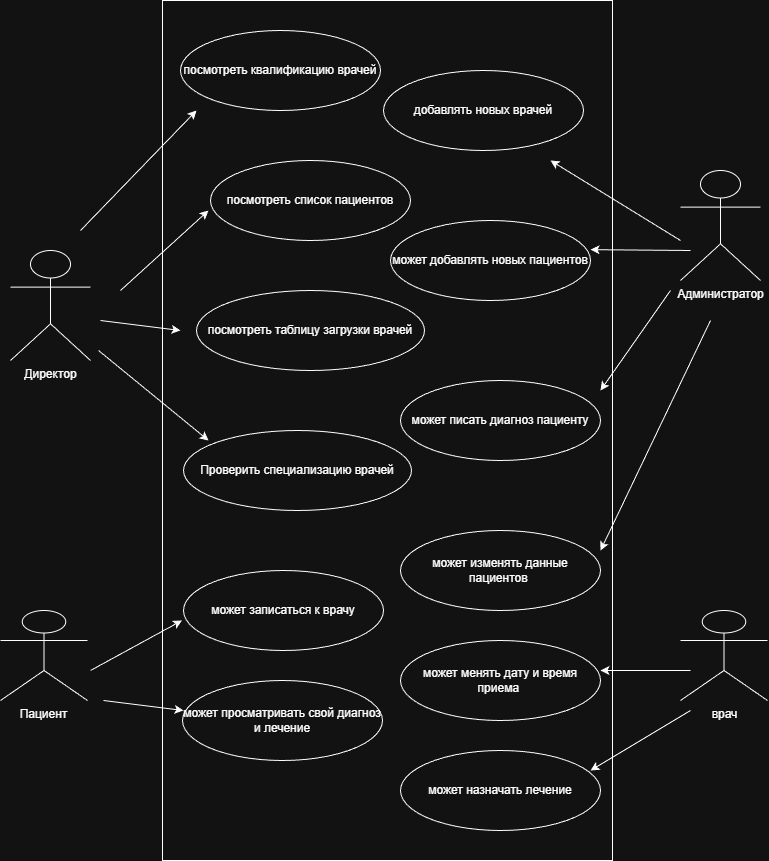 посмотреть квалификацию врачей
добавлять новых врачей
посмотреть список пациентов
может добавлять новых пациентов
Администратор
посмотреть таблицу загрузки врачей
Директор
может писать диагноз пациенту
Проверить специализацию врачей
может изменять данные
пациентов
может записаться к врачу
может менять дату и время
приема
Пациент
может просматривать свой диагноз
и лечение
врач
может назначать лечение